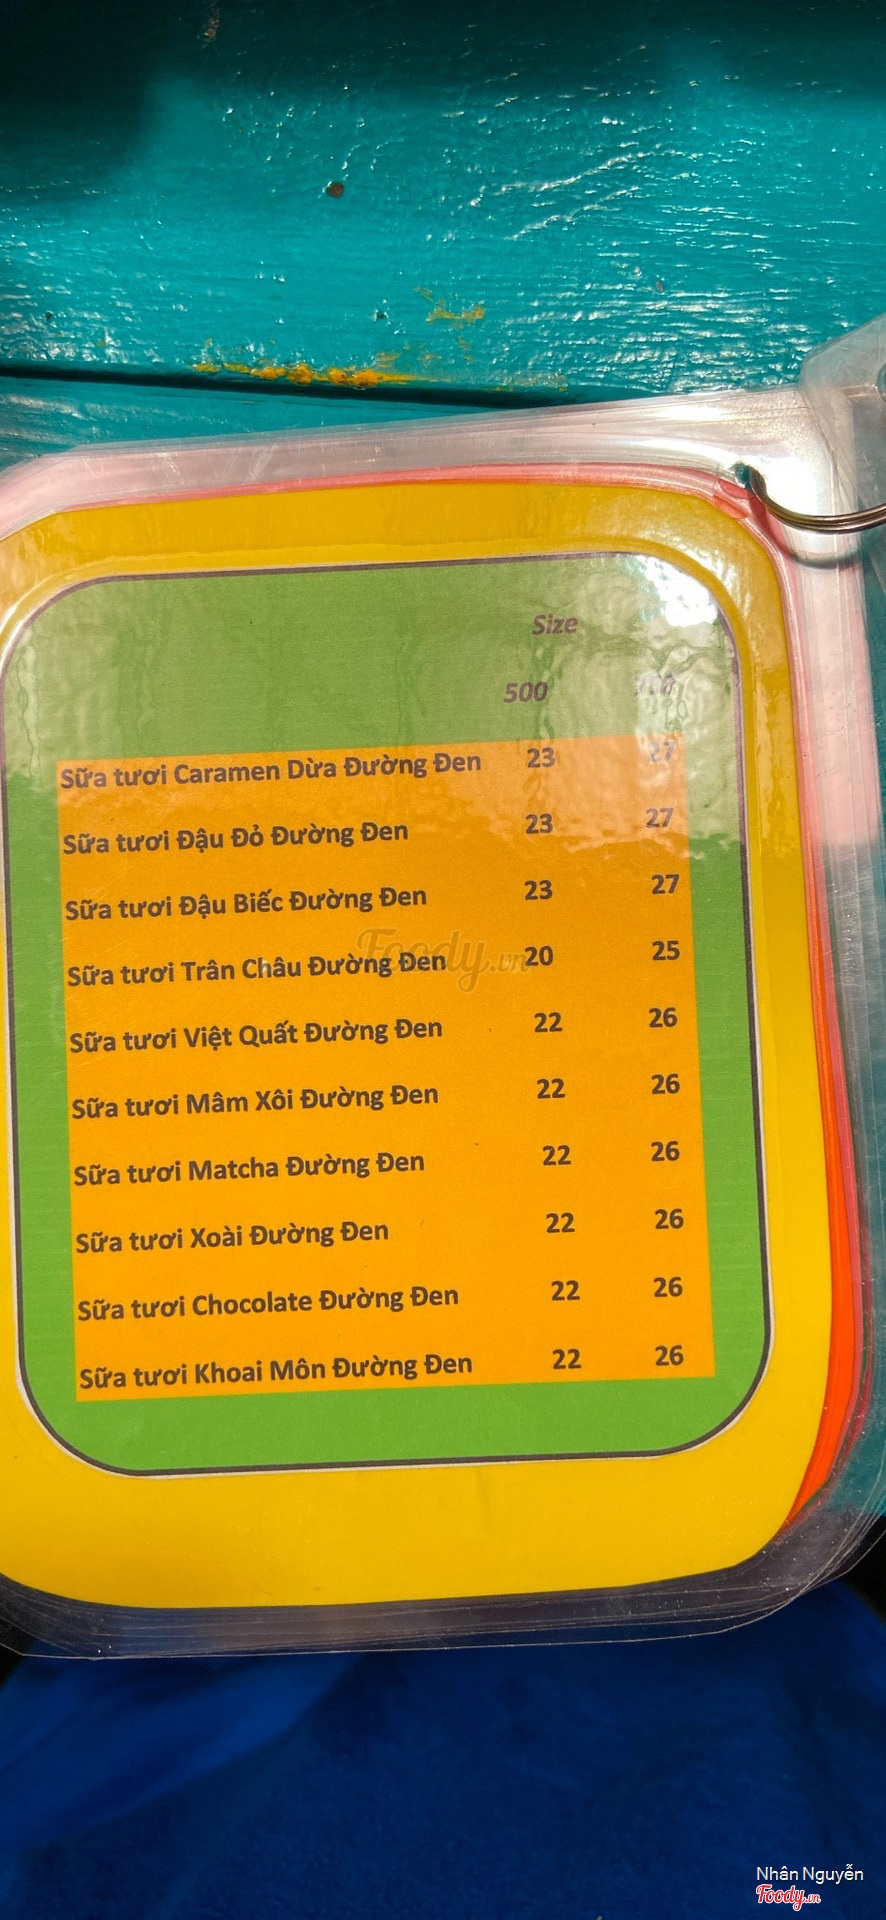 Size
500 700
Sữa tươi Caramen Dừa Đường Đen 23 27
Sữa tươi Đậu Đỏ Đường Đen 23 27
Sữa tươi Đậu Biếc Đường Đen 23 27
Sữa tươi Trân Châu Đường Đen 20 25
Sữa tươi Việt Quất Đường Đen 22 26
Sữa tươi Mâm Xôi Đường Đen 22 26
Sữa tươi Matcha Đường Đen 22 26
Sữa tươi Xoài Đường Đen 22 26
Sữa tươi Chocolate Đường Đen 22 26
Sữa tươi Khoai Môn Đường Đen 22 26
Foody.vn
Nhân Nguyễn
Foody.vn